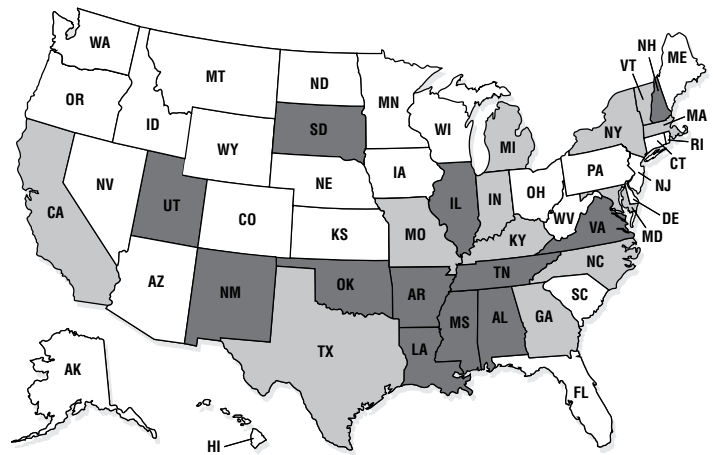 WA
MT
ND
MN
OR
ID
SD
WI
WY
MI
NH
VT
ME
MA
NY
RI
CT
NJ
PA
NE
IA
NV
UT
CO
IL
IN
OH
WV
DE
MD
VA
CA
KS
MO
KY
NC
TN
AZ
NM
OK
AR
SC
MS
AL
GA
TX
LA
FL
AK
HI